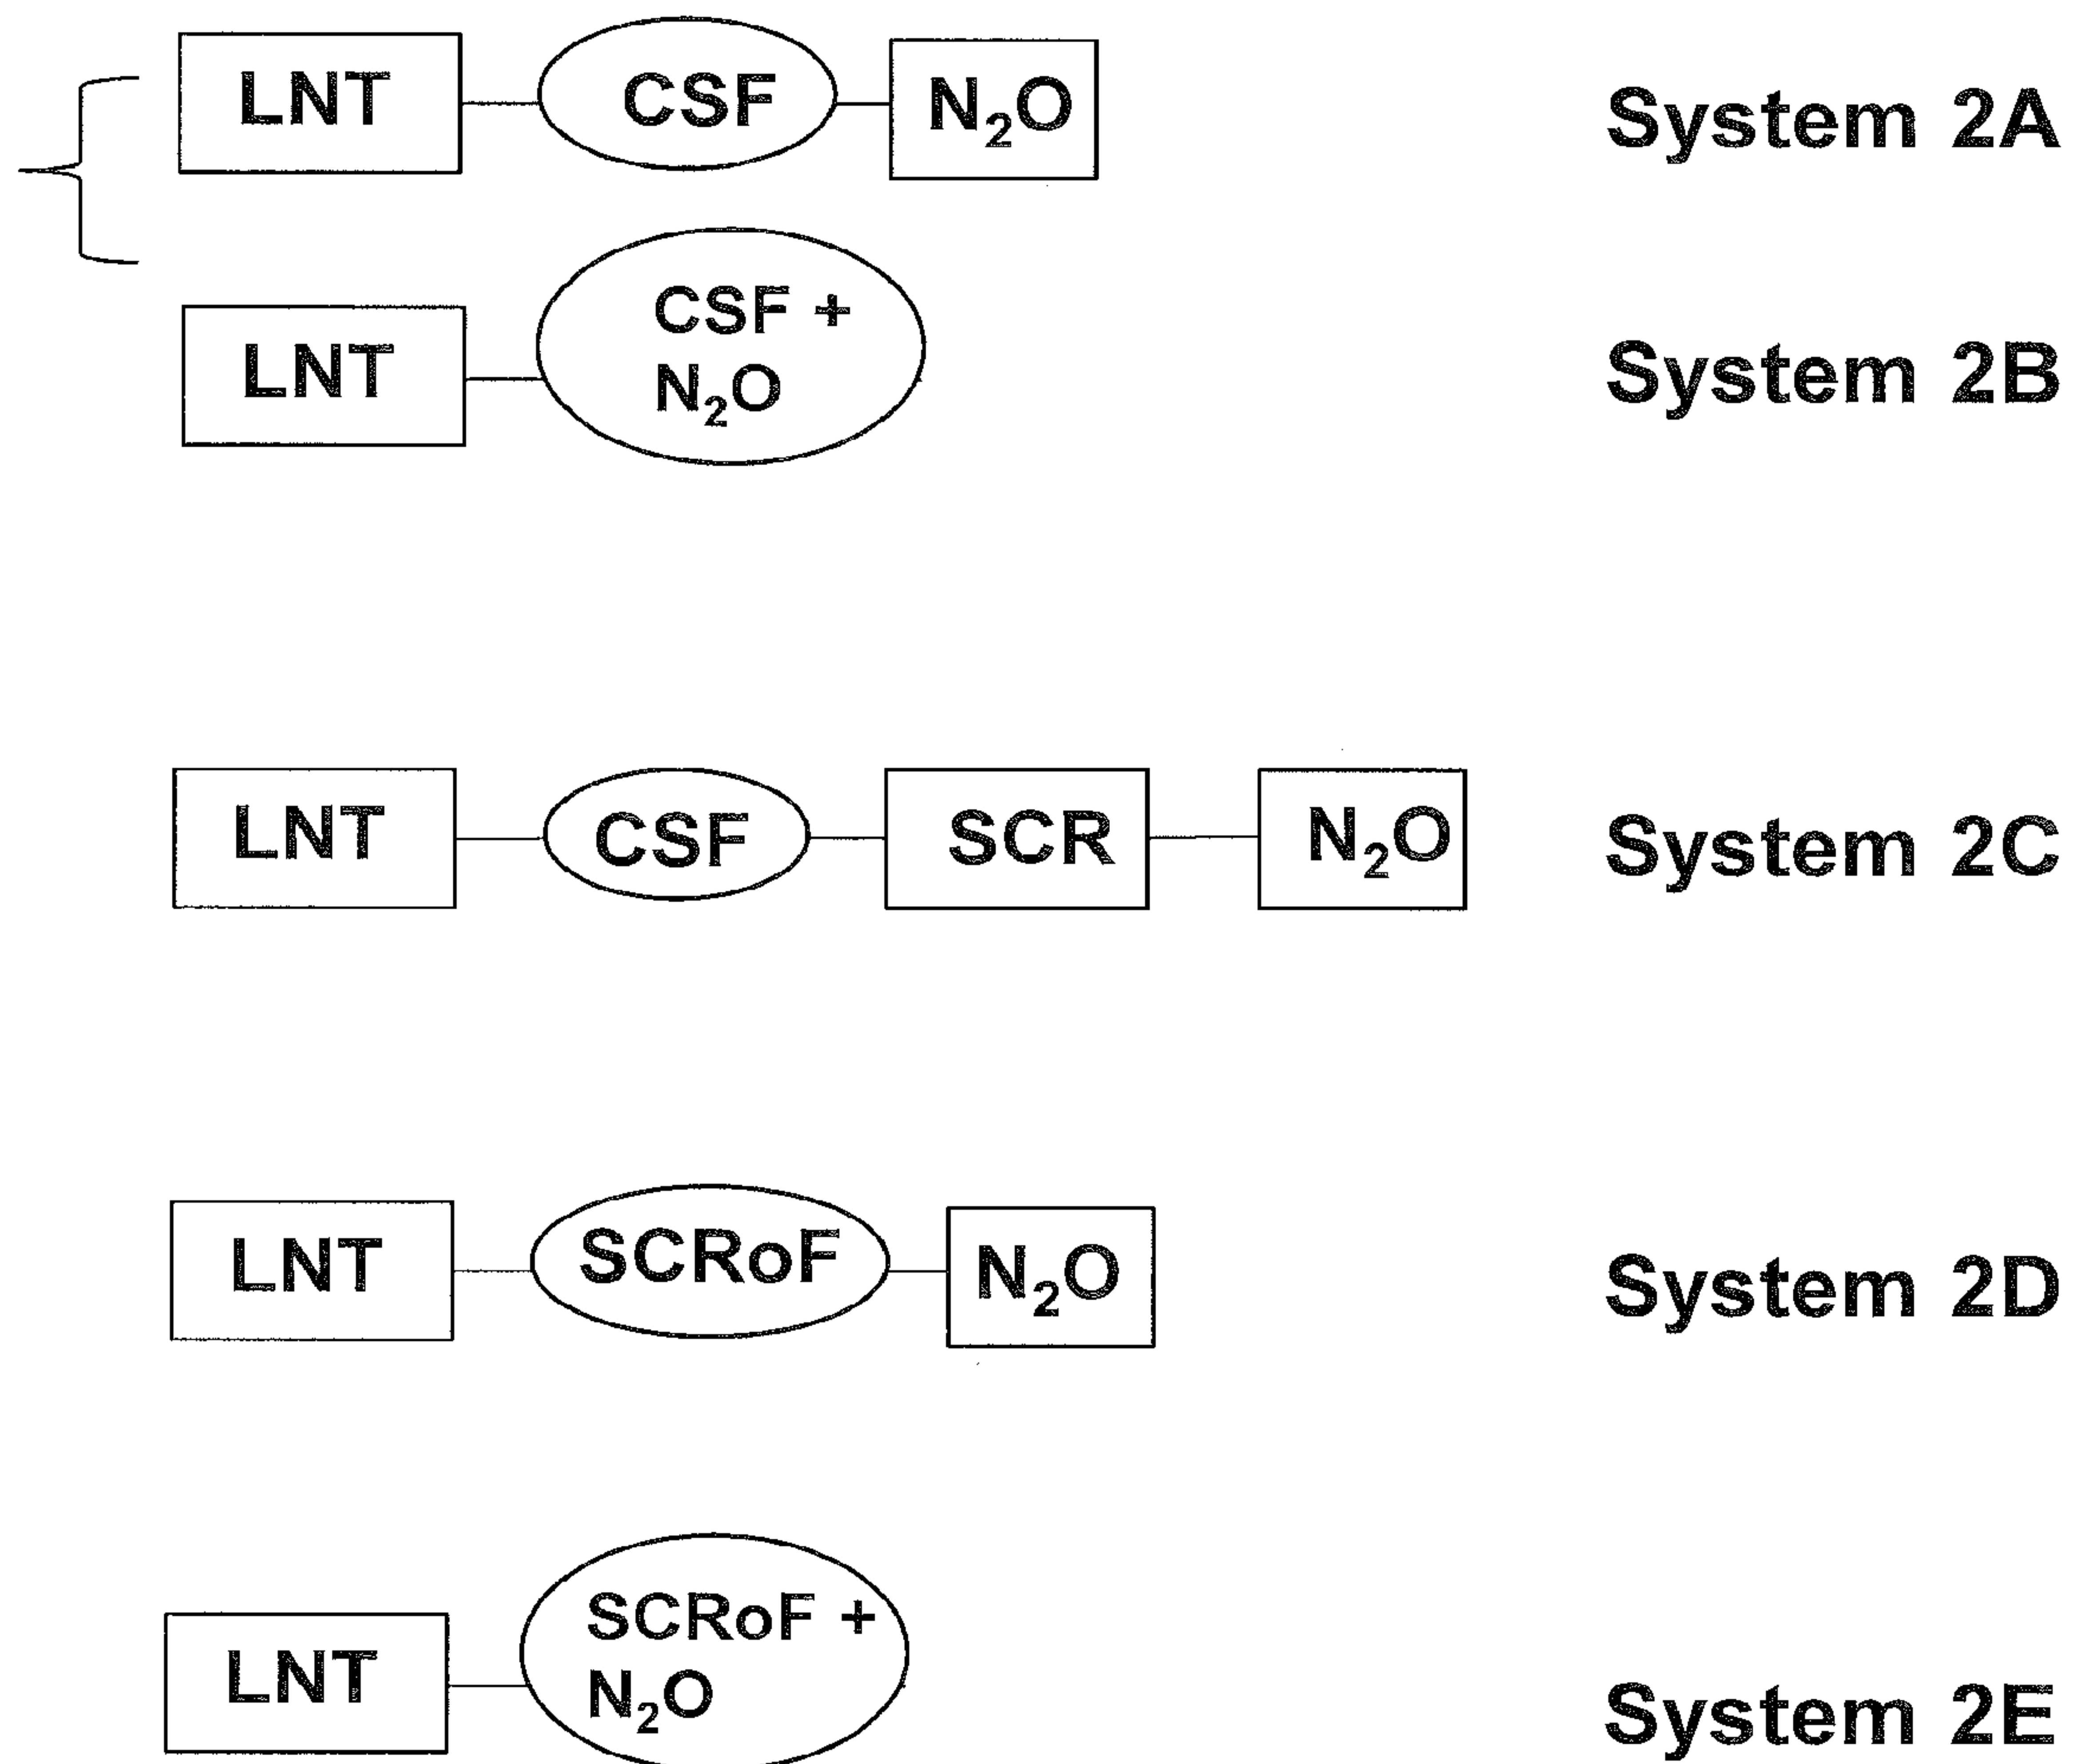 LNT CSF N₂O System 2A
LNT CSF + System 2B
N₂O
LNT CSF SCR N₂O System 2C
LNT SCRoF N₂O System 2D
LNT SCRoF + System 2E
N₂O